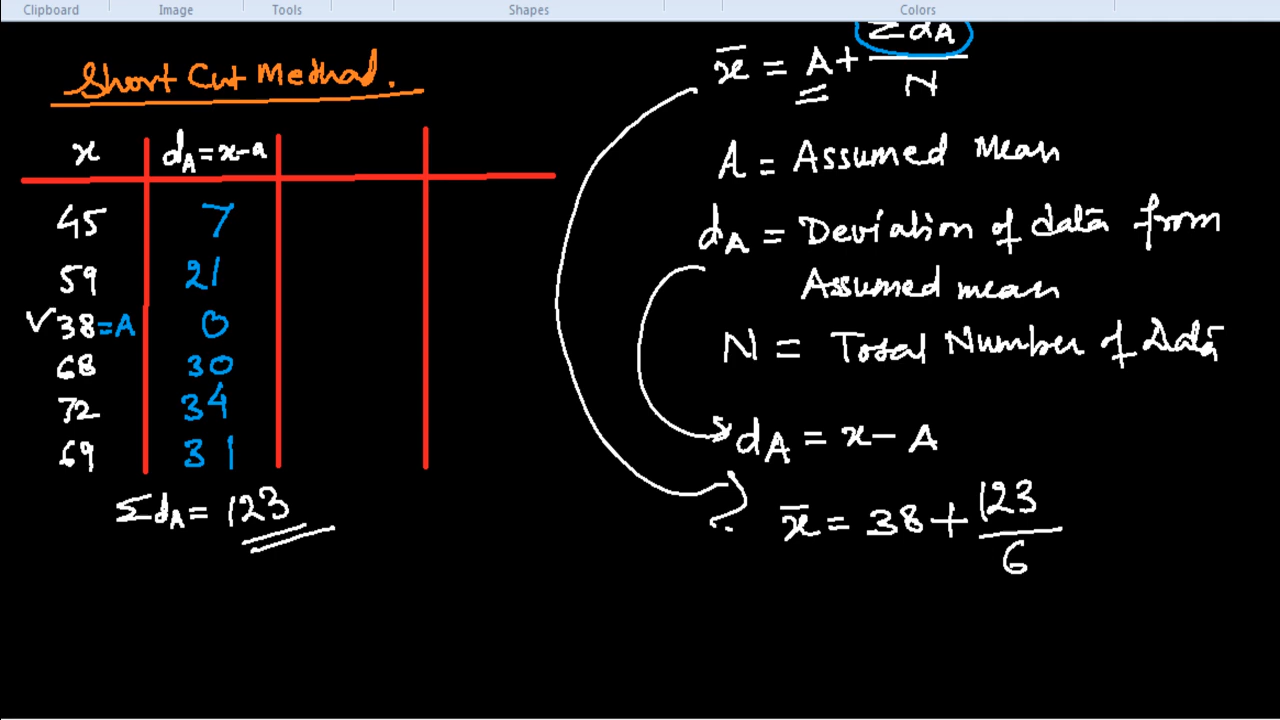 Clipboard Image Tools Shapes Colors
Short Cut Method.
x dA = x-a
45 7
59 21
✓38=A 0
68 30
72 34
69 31
Σda = 123
x̄ = A + ΣdA/N
A = Assumed Mean
dA = Deviation of data from
Assumed mean
N = Total Number of Data
dA = x - A
x̄ = 38 + 123/6